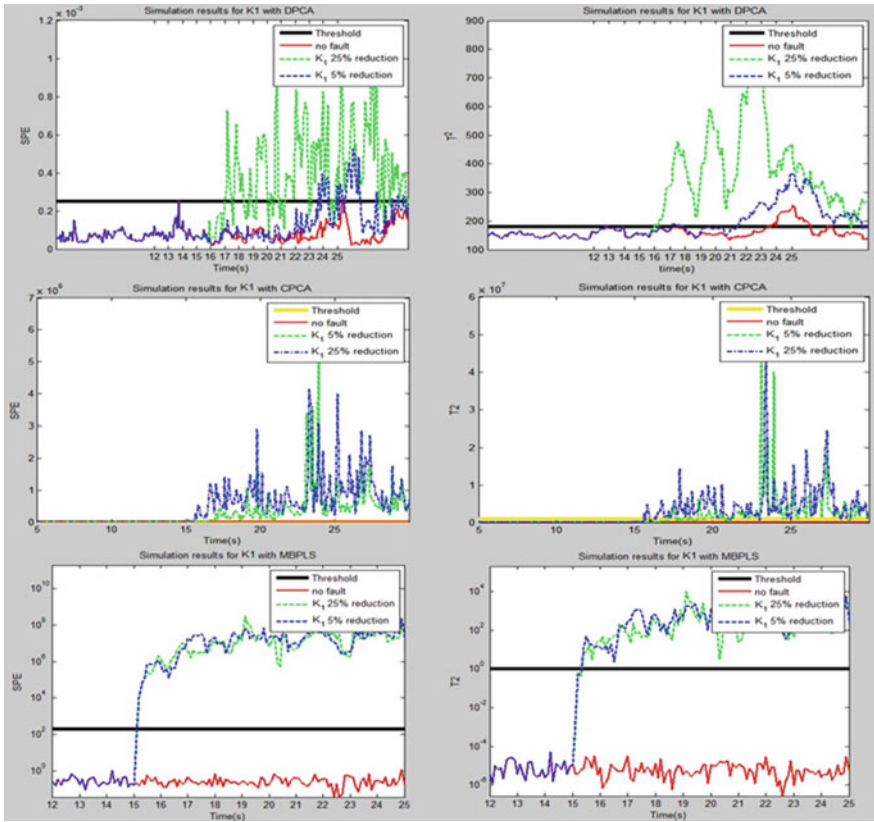 Simulation results for K1 with DPCA
x 10⁻³
SPE
1.2
1
0.8
0.6
0.4
0.2
0
Threshold
no fault
K₁ 25% reduction
K₁ 5% reduction
12 13 14 15 16 17 18 19 20 21 22 23 24 25
Time(s)
Simulation results for K1 with DPCA
900
800
700
600
500
400
300
200
100
Threshold
no fault
K₁ 25% reduction
K₁ 5% reduction
12 13 14 15 16 17 18 19 20 21 22 23 24 25
time(s)
Simulation results for K1 with CPCA
SPE
7
6
5
4
3
2
1
0
Threshold
no fault
K₁ 5% reduction
K₁ 25% reduction
5 10 15 20 25
Time(s)
Simulation results for K1 with CPCA
x 10⁷
T2
6
5
4
3
2
1
0
Threshold
no fault
K₁ 5% reduction
K₁ 25% reduction
5 10 15 20 25
Time(s)
Simulation results for K1 with MBPLS
SPE
10¹⁰
10⁸
10⁶
10⁴
10²
10⁰
Threshold
no fault
K₁ 25% reduction
K₁ 5% reduction
12 13 14 15 16 17 18 19 20 21 22 23 24 25
Time(s)
Simulation results for K1 with MBPLS
T2
10⁴
10²
10⁰
10⁻²
10⁻⁴
10⁻⁶
Threshold
no fault
K₁ 25% reduction
K₁ 5% reduction
12 13 14 15 16 17 18 19 20 21 22 23 24 25
Time(s)